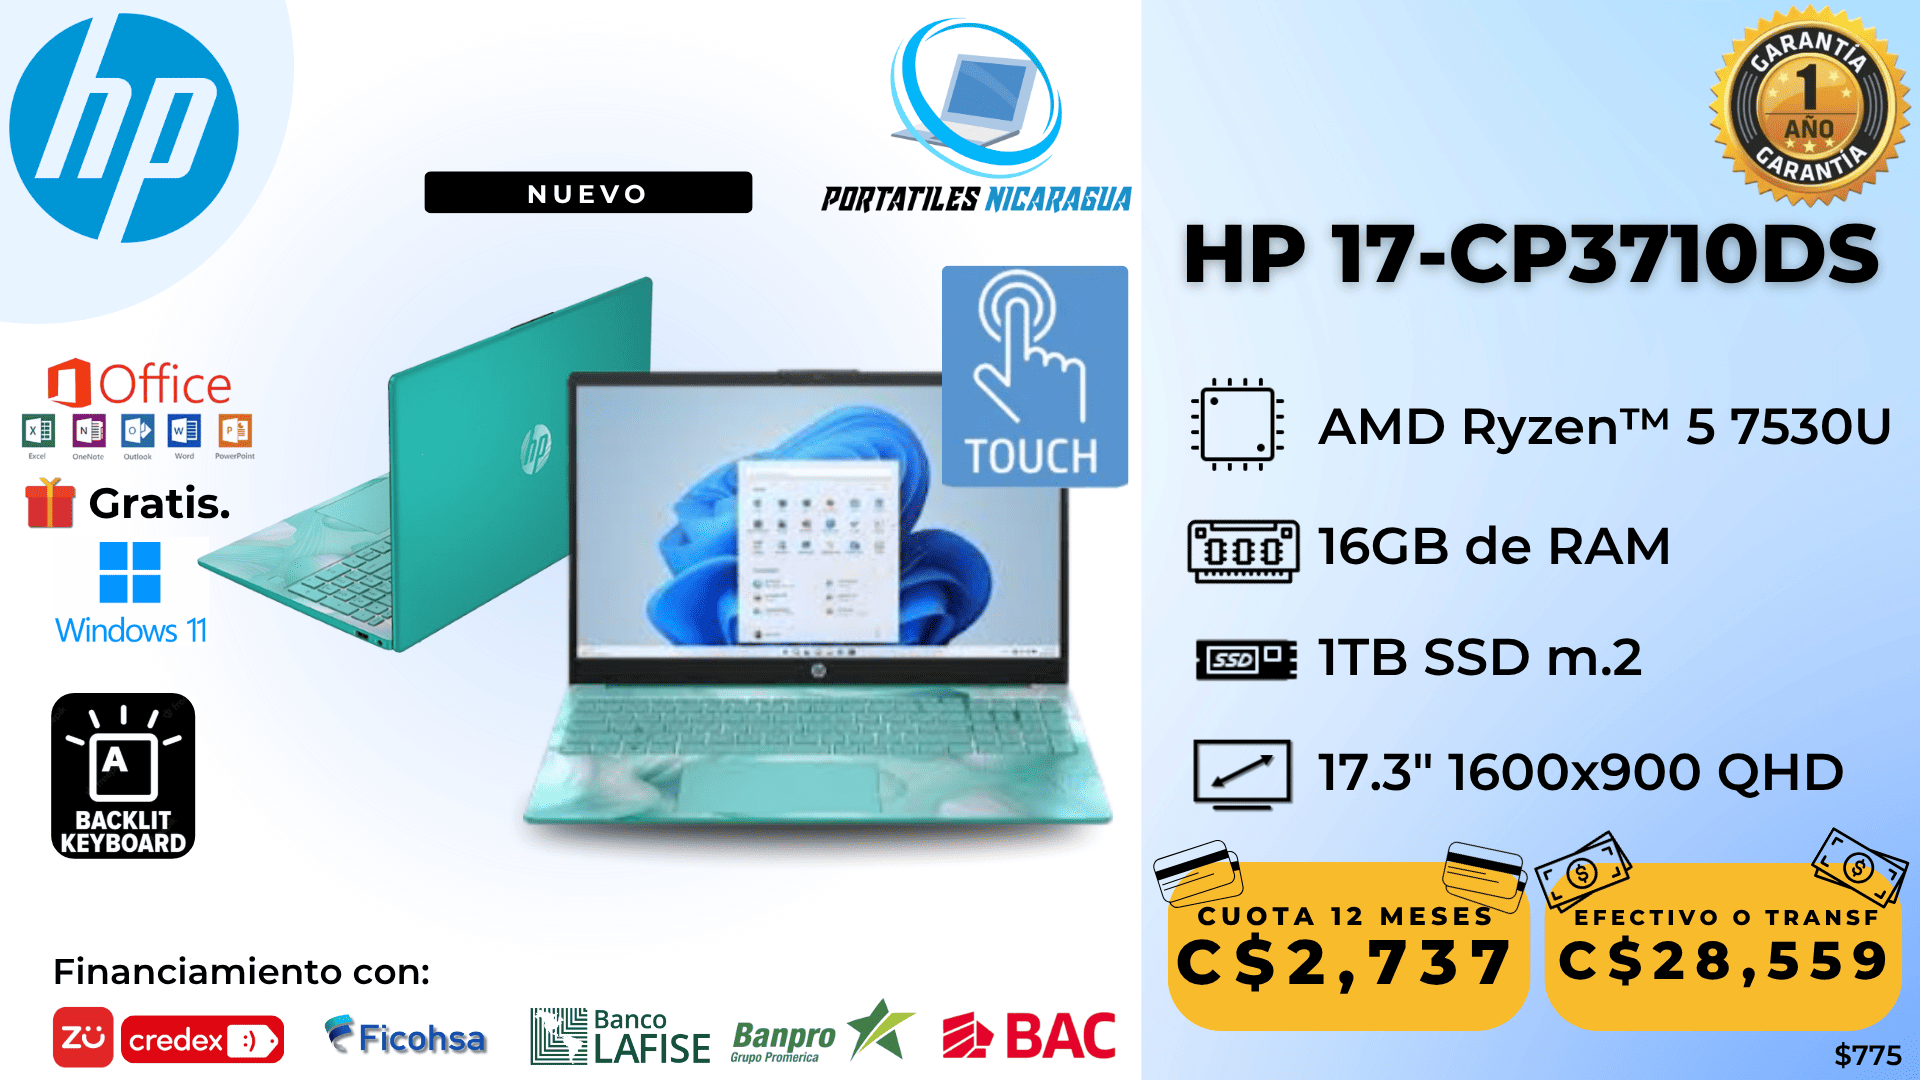 hp
NUEVO
PORTATILES NICARAGUA
GARANTÍA
1
AÑO
GARANTÍA
HP 17-CP3710DS
TOUCH
Office
Excel
OneNote
Outlook
Word
PowerPoint
Gratis.
Windows 11
A
BACKLIT
KEYBOARD
AMD Ryzen™ 5 7530U
16GB de RAM
SSD
1TB SSD m.2
17.3" 1600x900 QHD
CUOTA 12 MESES
C$2,737
EFECTIVO O TRANSF
C$28,559
$775
Financiamiento con:
zü
credex :)
Ficohsa
Banco
LAFISE
Banpro
Grupo Promerica
BAC